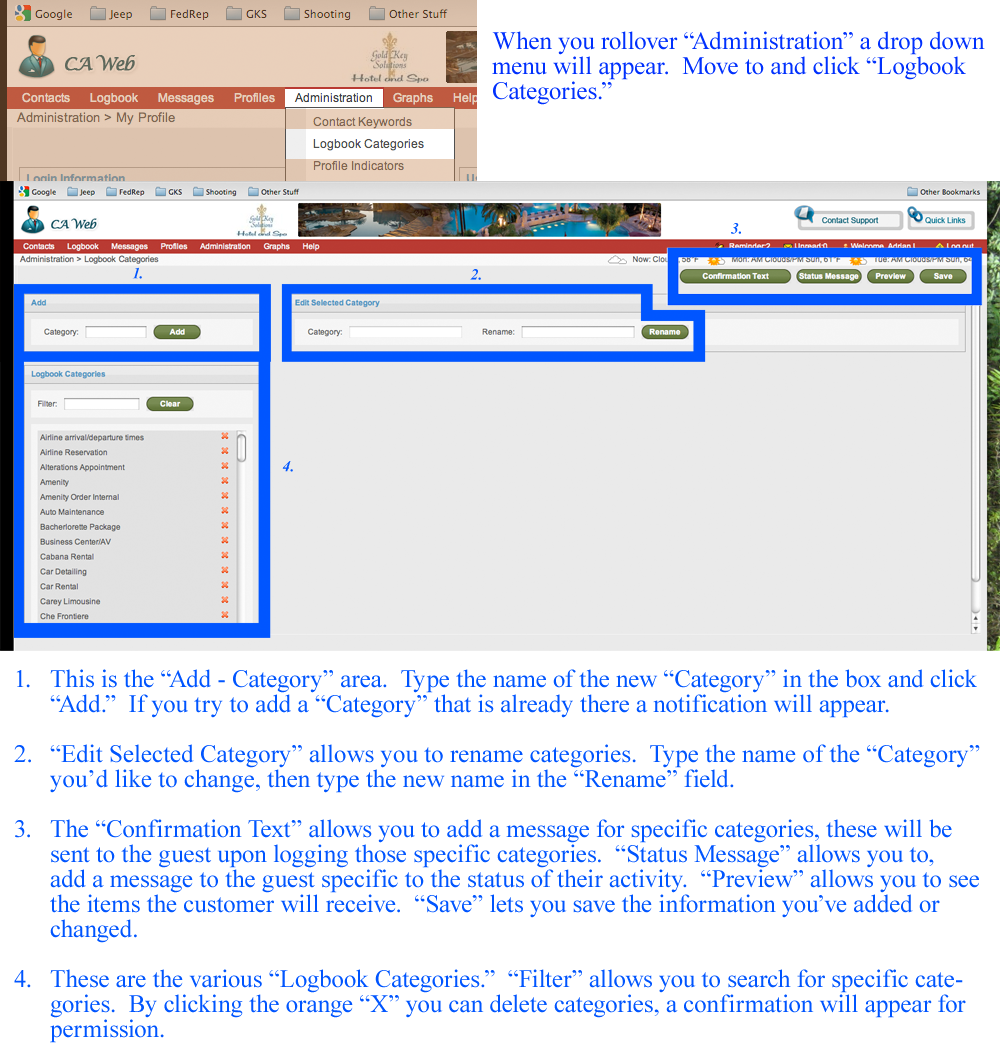 Google Jeep FedRep GKS Shooting Other Stuff
CA Web
Gold Key
Solutions
Hotel and Spa
Contacts Logbook Messages Profiles Administration Graphs Help
Administration > My Profile
Contact Keywords
Logbook Categories
Profile Indicators
Login Information
When you rollover “Administration” a drop down
menu will appear.  Move to and click “Logbook
Categories.”
Google Jeep FedRep GKS Shooting Other Stuff Other Bookmarks
CA Web
Gold Key
Solutions
Hotel and Spa
Contact Support Quick Links
3.
Contacts Logbook Messages Profiles Administration Graphs Help Reminder:2 Unread:0 Welcome, Adrian L Log out
Administration > Logbook Categories
Now: 58°F Mon: AM Clouds/PM Sun, 61°F Tue: AM Clouds/PM Sun, 64
1.
2.
Confirmation Text Status Message Preview Save
Add
Category: Add
Edit Selected Category
Category: Rename: Rename
Logbook Categories
Filter: Clear
Airline arrival/departure times
Airline Reservation
Alterations Appointment
4.
Amenity
Amenity Order Internal
Auto Maintenance
Bacherlorette Package
Business Center/AV
Cabana Rental
Car Detailing
Car Rental
Carey Limousine
Che Frontiere
1. This is the “Add - Category” area.  Type the name of the new “Category” in the box and click
“Add.”  If you try to add a “Category” that is already there a notification will appear.
2. “Edit Selected Category” allows you to rename categories.  Type the name of the “Category”
you’d like to change, then type the new name in the “Rename” field.
3. The “Confirmation Text” allows you to add a message for specific categories, these will be
sent to the guest upon logging those specific categories.  “Status Message” allows you to,
add a message to the guest specific to the status of their activity.  “Preview” allows you to see
the items the customer will receive.  “Save” lets you save the information you’ve added or
changed.
4. These are the various “Logbook Categories.”  “Filter” allows you to search for specific cate-
gories.  By clicking the orange “X” you can delete categories, a confirmation will appear for
permission.